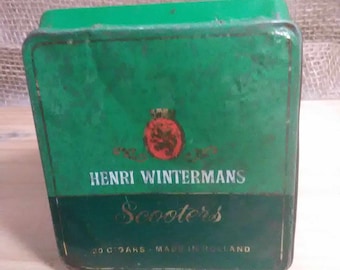 HENRI WINTERMANS
Scooters
20 CIGARS - MADE IN HOLLAND